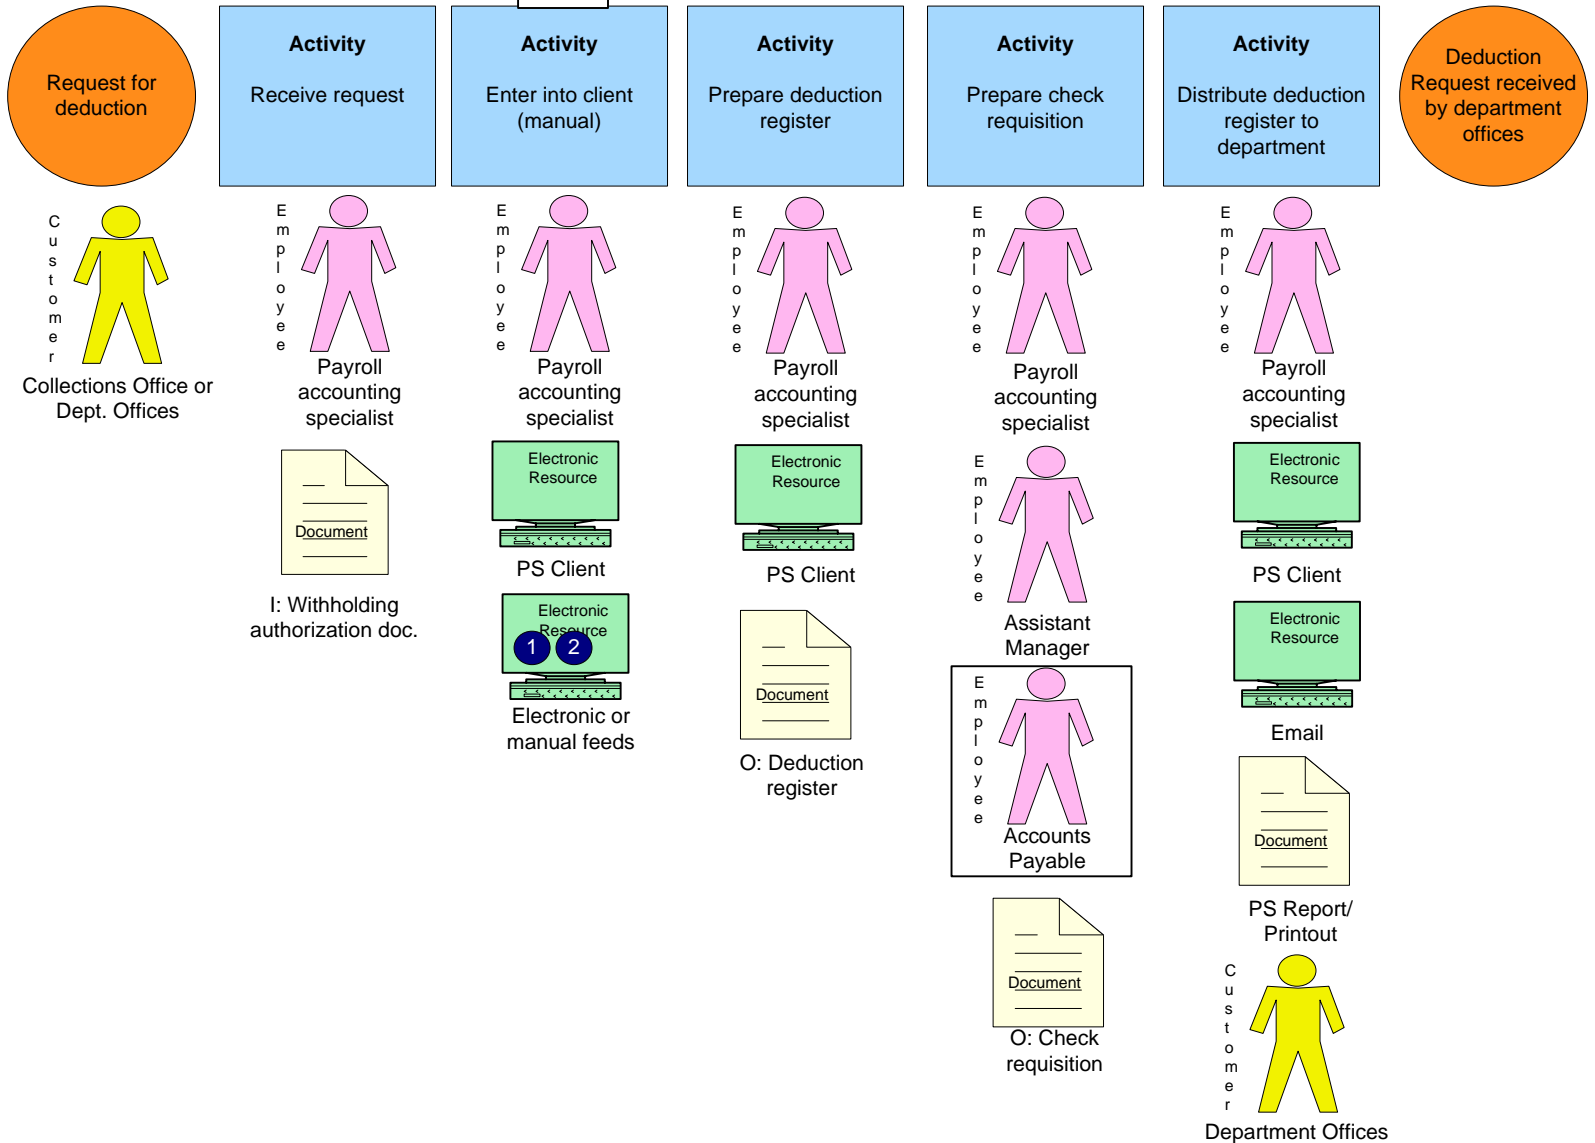 Request for
deduction
Activity
Receive request
Activity
Enter into client
(manual)
Activity
Prepare deduction
register
Activity
Prepare check
requisition
Activity
Distribute deduction
register to
department
Deduction
Request received
by department
offices
Customer
Collections Office or
Dept. Offices
Employee
Payroll
accounting
specialist
Document
I: Withholding
authorization doc.
Employee
Payroll
accounting
specialist
Electronic
Resource
PS Client
Electronic
Resource
1 2
Electronic or
manual feeds
Employee
Payroll
accounting
specialist
Electronic
Resource
PS Client
Document
O: Deduction
register
Employee
Payroll
accounting
specialist
Employee
Assistant
Manager
Employee
Accounts
Payable
Document
O: Check
requisition
Employee
Payroll
accounting
specialist
Electronic
Resource
PS Client
Electronic
Resource
Email
Document
PS Report/
Printout
Customer
Department Offices